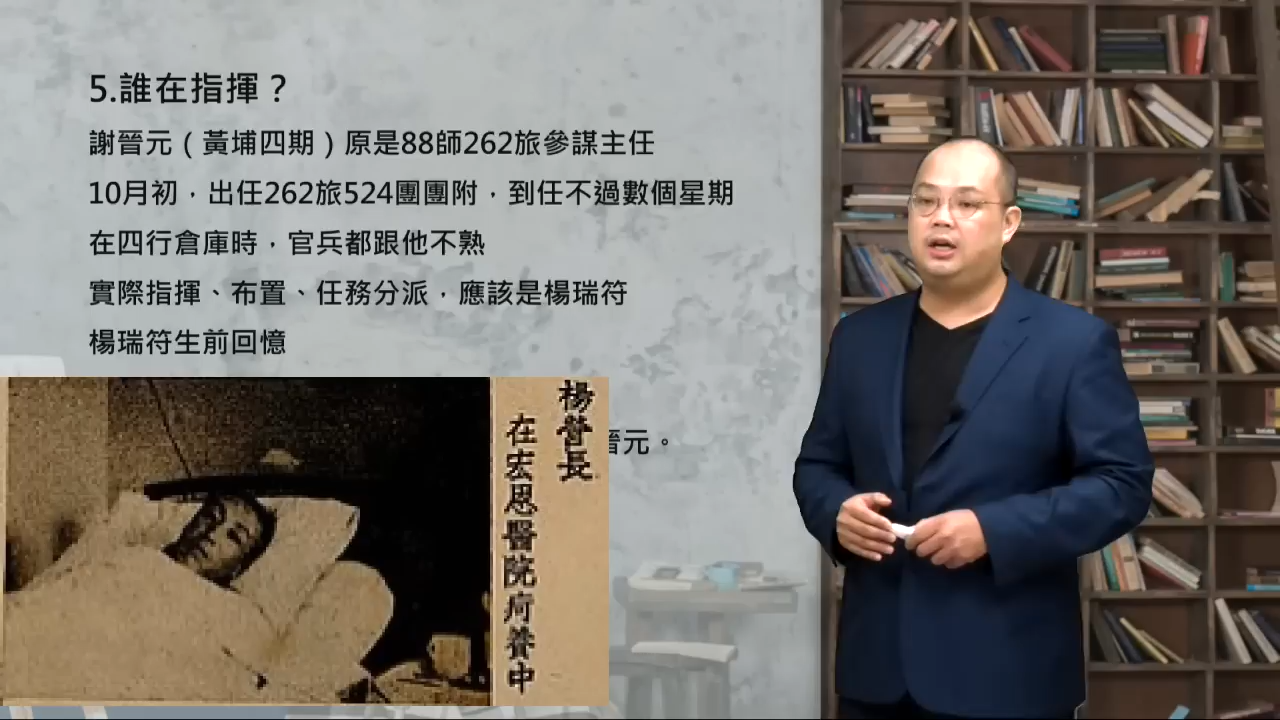 5.誰在指揮？
謝晉元（黃埔四期）原是88師262旅參謀主任
10月初，出任262旅524團團附，到任不過數個星期
在四行倉庫時，官兵都跟他不熟
實際指揮、布置、任務分派，應該是楊瑞符
楊瑞符生前回憶
晉元。
楊營長
在宏恩醫院疴養中